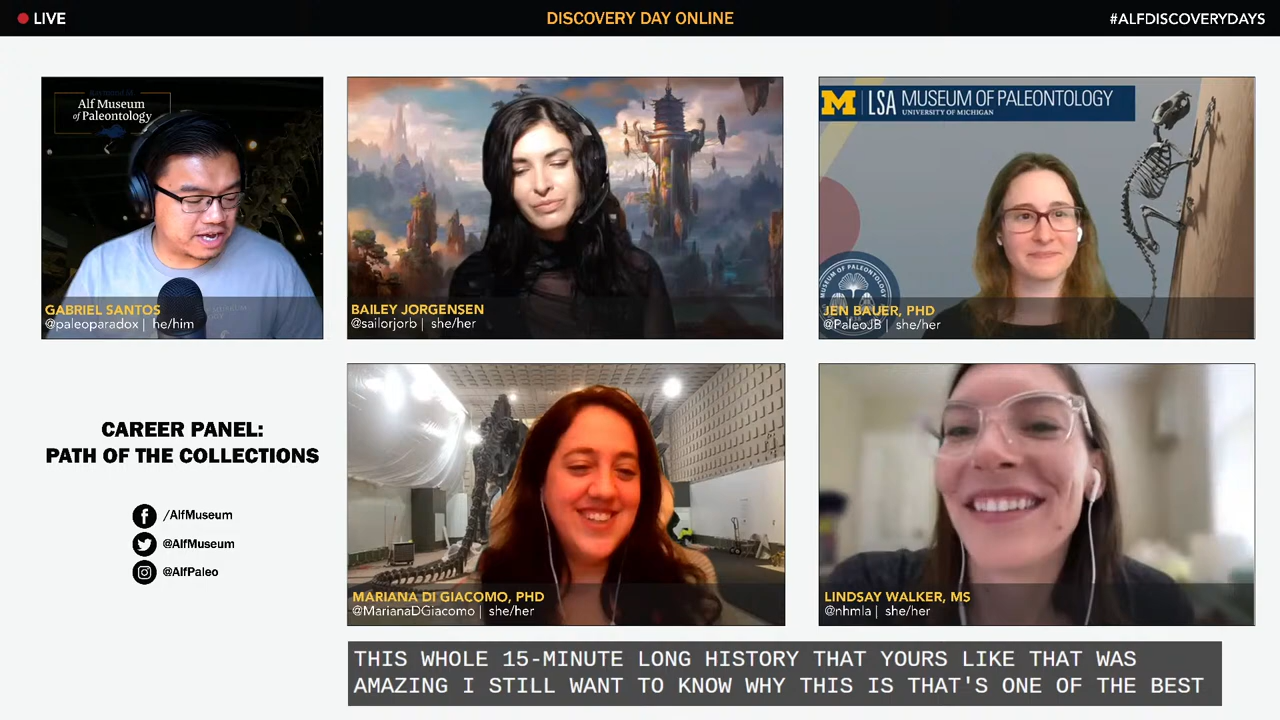 LIVE
DISCOVERY DAY ONLINE
#ALFDISCOVERYDAYS
Alf Museum
of Paleontology
GABRIEL SANTOS
@paleoparadox | he/him
BAILEY JORGENSEN
@sailorjorb | she/her
M LSA MUSEUM OF PALEONTOLOGY
UNIVERSITY OF MICHIGAN
MUSEUM OF PALEONTOLOGY
JEN BAUER, PHD
@PaleoJB | she/her
CAREER PANEL:
PATH OF THE COLLECTIONS
/AlfMuseum
@AlfMuseum
@AlfPaleo
MARIANA DI GIACOMO, PHD
@MarianaDGiacomo | she/her
LINDSAY WALKER, MS
@nhmla | she/her
THIS WHOLE 15-MINUTE LONG HISTORY THAT YOURS LIKE THAT WAS
AMAZING I STILL WANT TO KNOW WHY THIS IS THAT'S ONE OF THE BEST